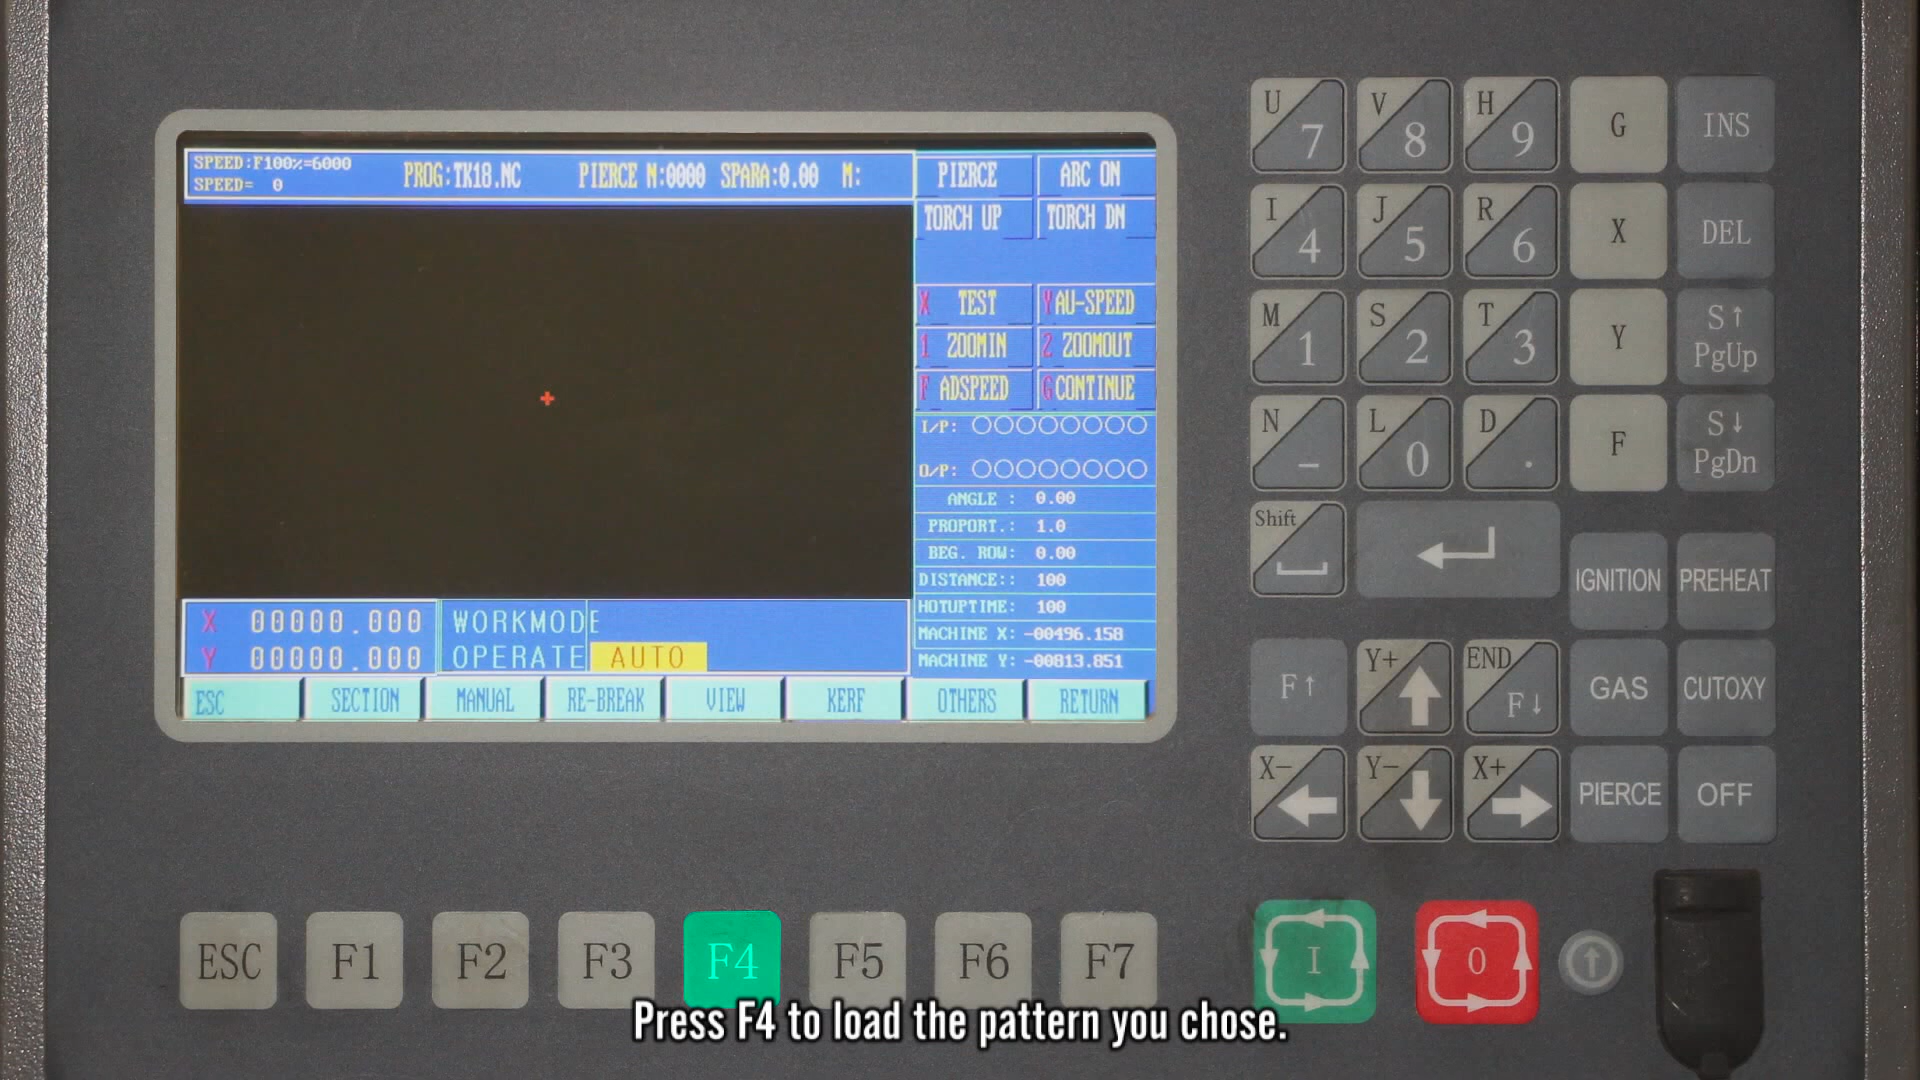 SPEED:F100%=6000
SPEED= 0
PROG:TK18.NC
PIERCE N:0000 SPARA:0.00 M:
PIERCE
ARC ON
TORCH UP
TORCH DN
X TEST
Y AU-SPEED
1 ZOOMIN
2 ZOOMOUT
F ADSPEED
G CONTINUE
I/P:
O/P:
ANGLE : 0.00
PROPORT.: 1.0
BEG. ROW: 0.00
DISTANCE:: 100
HOTUPTIME: 100
MACHINE X: -00496.158
MACHINE Y: -00813.851
X 00000.000
Y 00000.000
WORKMODE
OPERATE AUTO
ESC
SECTION
MANUAL
RE-BREAK
VIEW
KERF
OTHERS
RETURN
U 7
V 8
H 9
G
INS
I 4
J 5
R 6
X
DEL
M 1
S 2
T 3
Y
S↑
PgUp
N -
L 0
D .
F
S↓
PgDn
Shift
IGNITION
PREHEAT
F↑
Y+
END
F↓
GAS
CUTOXY
X-
Y-
X+
PIERCE
OFF
ESC
F1
F2
F3
F4
F5
F6
F7
I
0
Press F4 to load the pattern you chose.